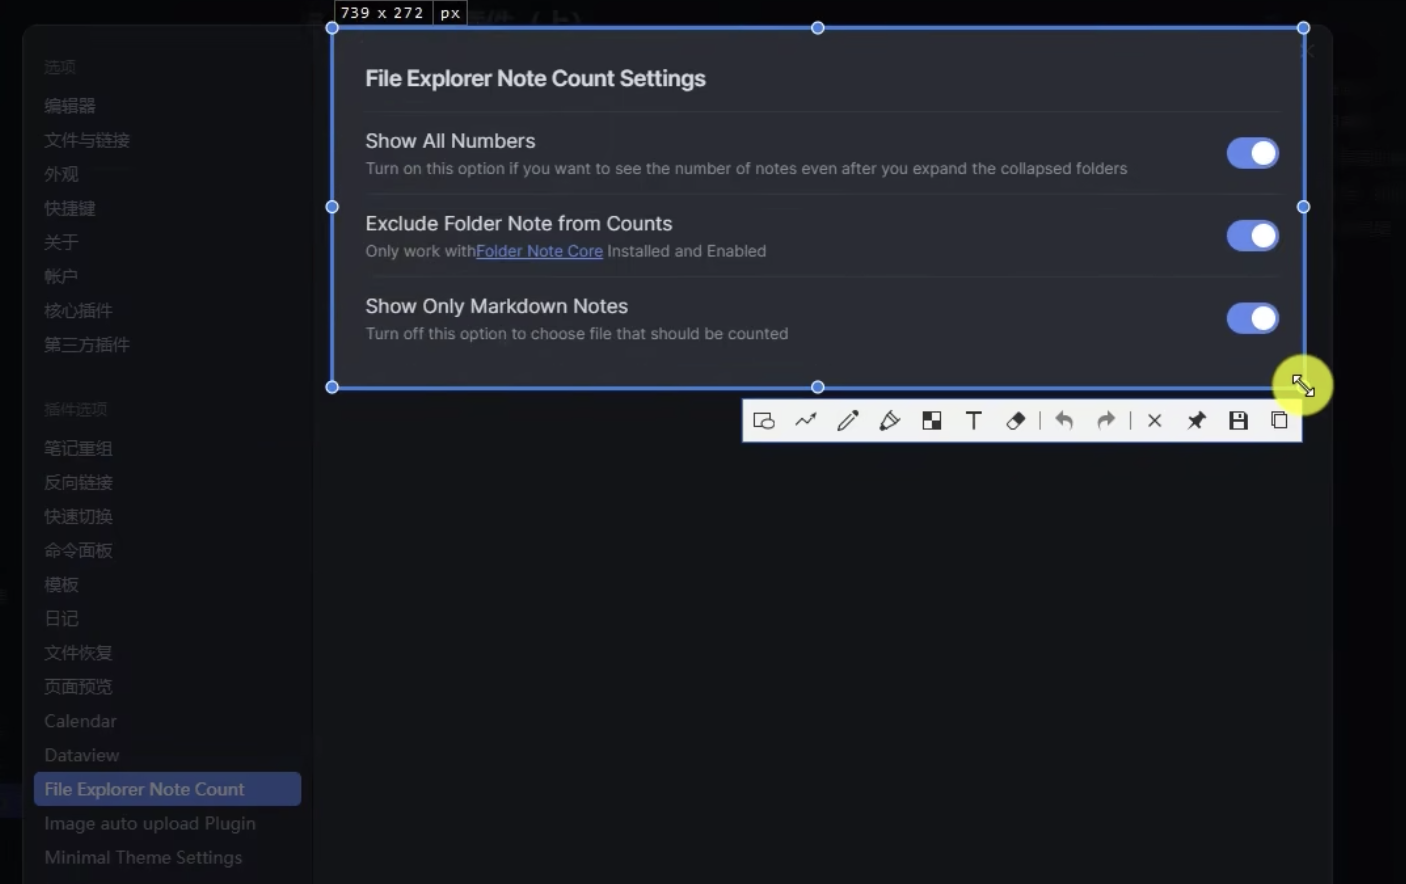 739 x 272 px
选项
编辑器
文件与链接
外观
快捷键
关于
帐户
核心插件
第三方插件
插件选项
笔记重组
反向链接
快速切换
命令面板
模板
日记
文件恢复
页面预览
Calendar
Dataview
File Explorer Note Count
Image auto upload Plugin
Minimal Theme Settings
File Explorer Note Count Settings
Show All Numbers
Turn on this option if you want to see the number of notes even after you expand the collapsed folders
Exclude Folder Note from Counts
Only work withFolder Note Core Installed and Enabled
Show Only Markdown Notes
Turn off this option to choose file that should be counted